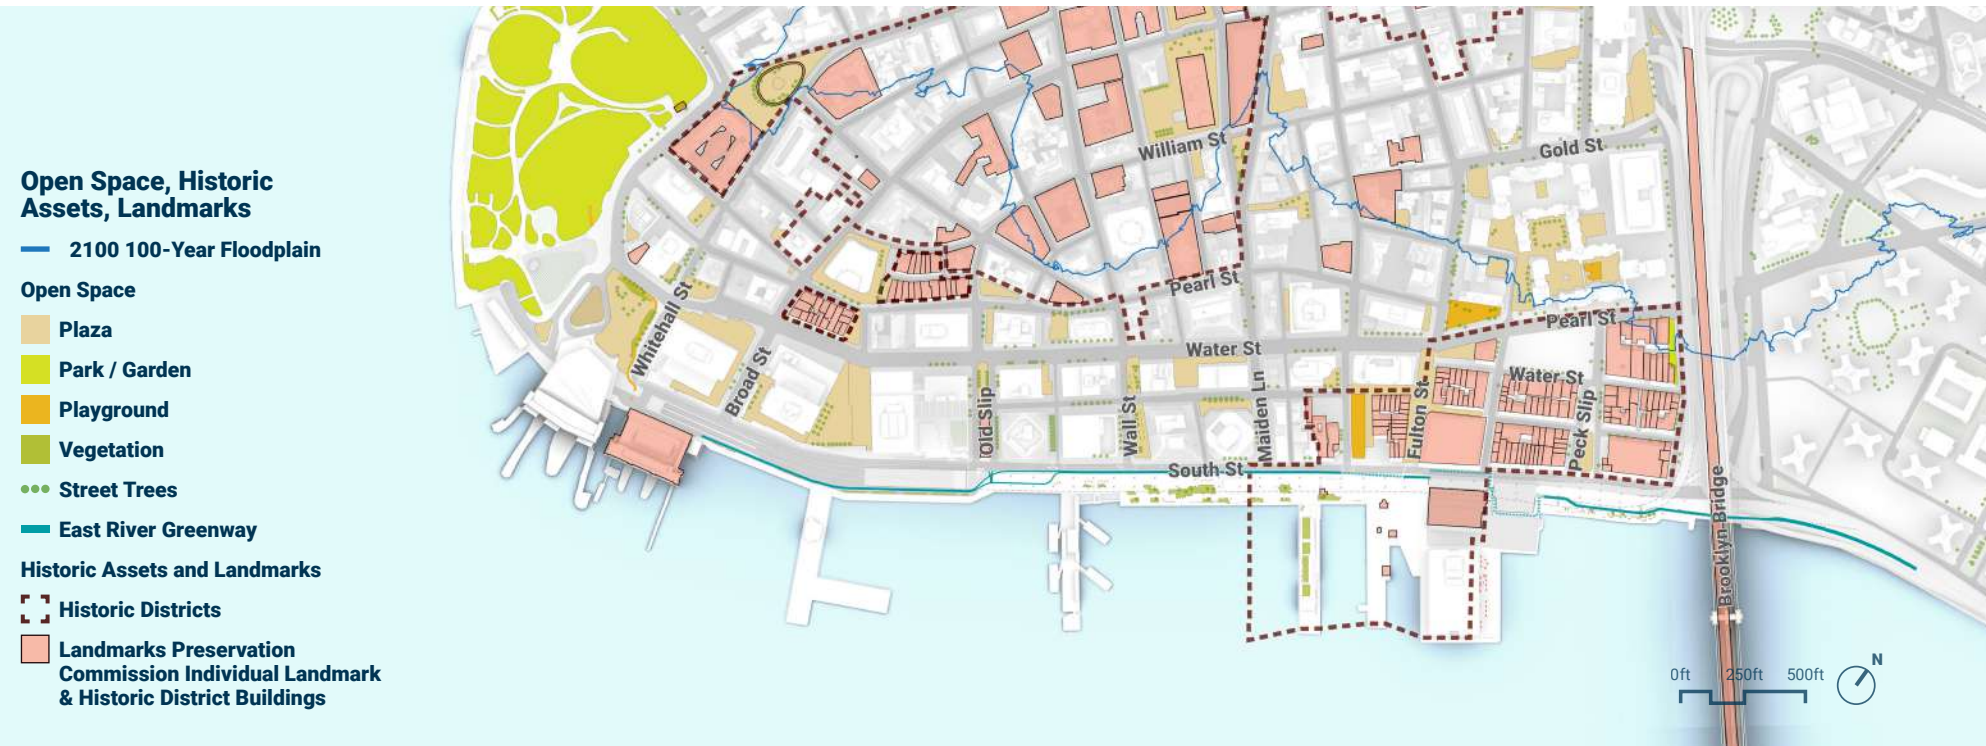 Open Space, Historic
Assets, Landmarks
2100 100-Year Floodplain
Open Space
Plaza
Park / Garden
Playground
Vegetation
Street Trees
East River Greenway
Historic Assets and Landmarks
Historic Districts
Landmarks Preservation
Commission Individual Landmark
& Historic District Buildings
William St
Gold St
Pearl St
Pearl St
Whitehall St
Broad St
Water St
Water St
Old Slip
Wall St
Maiden Ln
Fulton St
Peck Slip
South St
Brooklyn Bridge
0ft
250ft
500ft
N